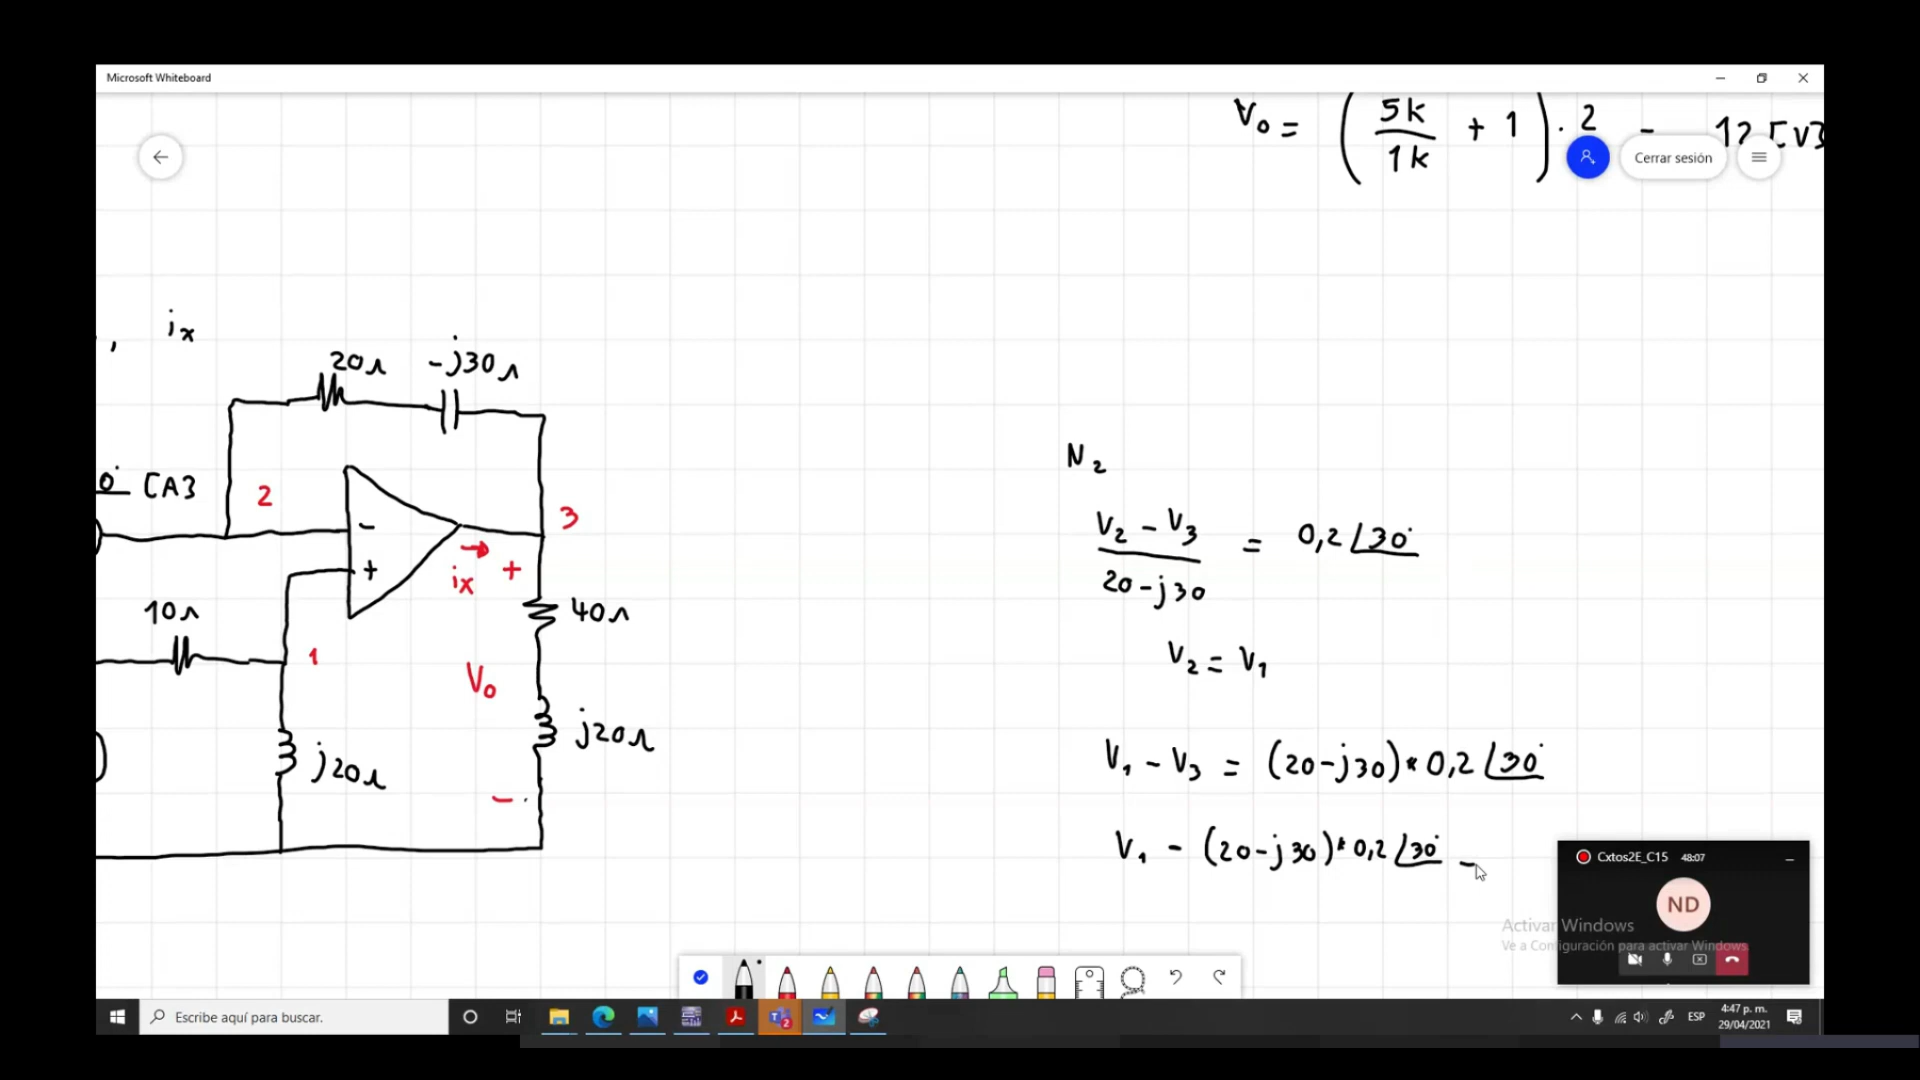 Microsoft Whiteboard
V₀ = (5k/1k + 1) · 2 - 12 [V]
Cerrar sesión
, ix
20Ω -j30Ω
0° [A]
2
-
3
+
ix +
10Ω
40Ω
1
V₀
j20Ω
j20Ω
-
N₂
(V₂ - V₃)/(20-j30) = 0,2∠30°
V₂ = V₁
V₁ - V₃ = (20-j30)*0,2∠30°
V₁ - (20-j30)*0,2∠30° -
Cxtos2E_C15 48:07
ND
Activar Windows
Ve a Configuración para activar Windows.
Escribe aquí para buscar.
ESP
4:47 p. m.
29/04/2021